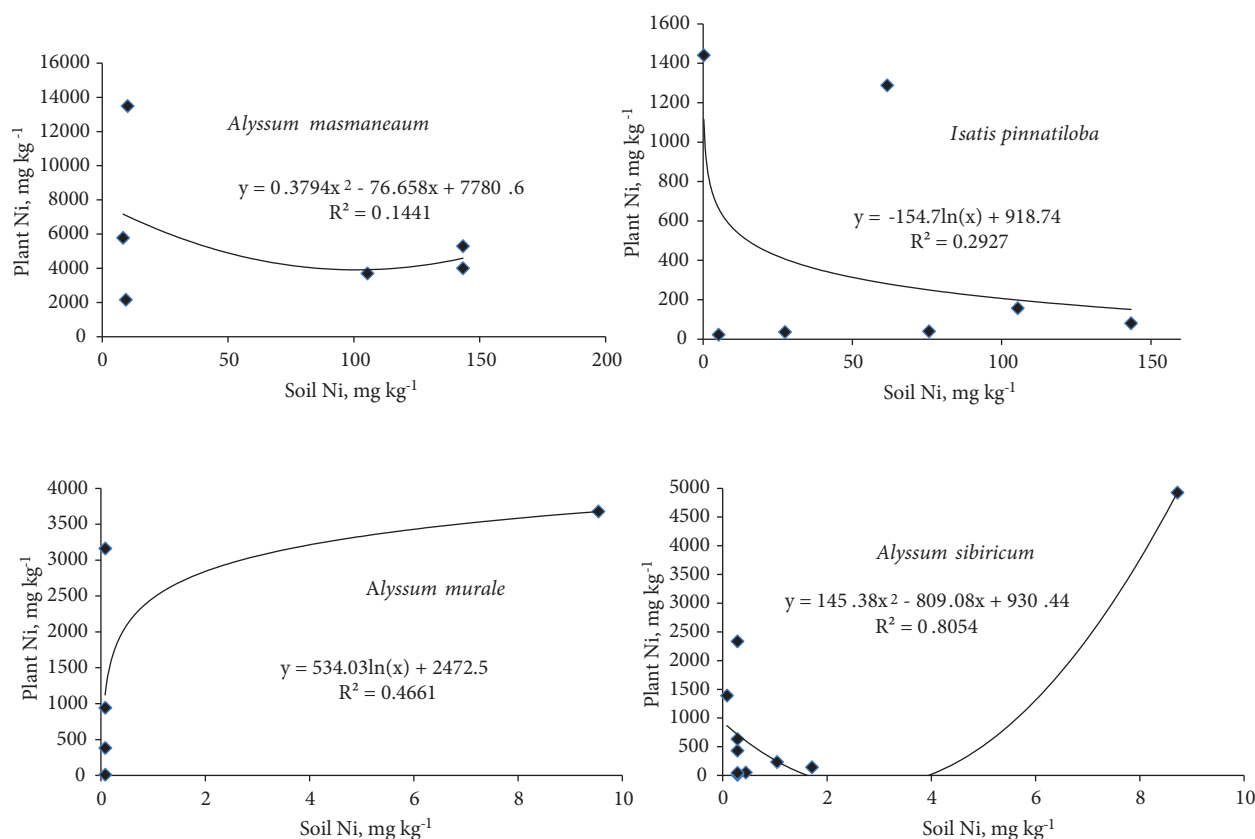 16000
14000
12000
10000
8000
6000
4000
2000
0
Plant Ni, mg kg-1
Alyssum masmaneaum
y = 0.3794x2 - 76.658x + 7780 .6
R² = 0.1441
0 50 100 150 200
Soil Ni, mg kg-1
1600
1400
1200
1000
800
600
400
200
0
Plant Ni, mg kg-1
Isatis pinnatiloba
y = -154.7ln(x) + 918.74
R² = 0.2927
0 50 100 150
Soil Ni, mg kg-1
4000
3500
3000
2500
2000
1500
1000
500
0
Plant Ni, mg kg-1
Alyssum murale
y = 534.03ln(x) + 2472.5
R² = 0.4661
0 2 4 6 8 10
Soil Ni, mg kg-1
5000
4500
4000
3500
3000
2500
2000
1500
1000
500
0
Plant Ni, mg kg-1
Alyssum sibiricum
y = 145 .38x2 - 809.08x + 930 .44
R² = 0.8054
0 2 4 6 8 10
Soil Ni, mg kg-1